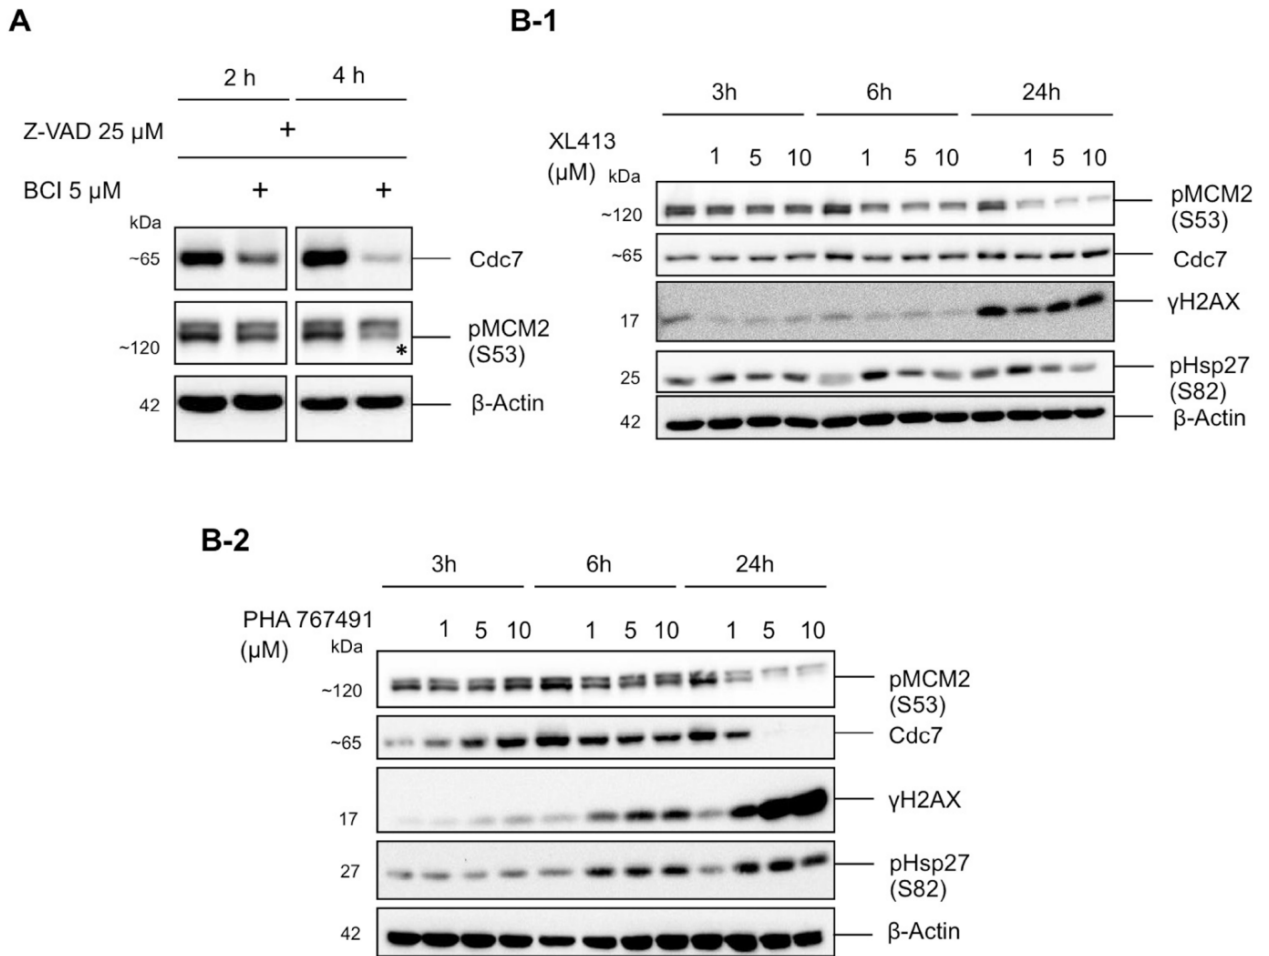 A
2 h 4 h
Z-VAD 25 µM +
BCI 5 µM + +
kDa
~65 Cdc7
pMCM2
~120 * (S53)
42 β-Actin
B-1
3h 6h 24h
XL413
(µM) 1 5 10 1 5 10 1 5 10
kDa
~120 pMCM2
(S53)
~65 Cdc7
γH2AX
17
25 pHsp27
(S82)
42 β-Actin
B-2
3h 6h 24h
PHA 767491
(µM) 1 5 10 1 5 10 1 5 10
kDa
~120 pMCM2
(S53)
~65 Cdc7
γH2AX
17
27 pHsp27
(S82)
42 β-Actin